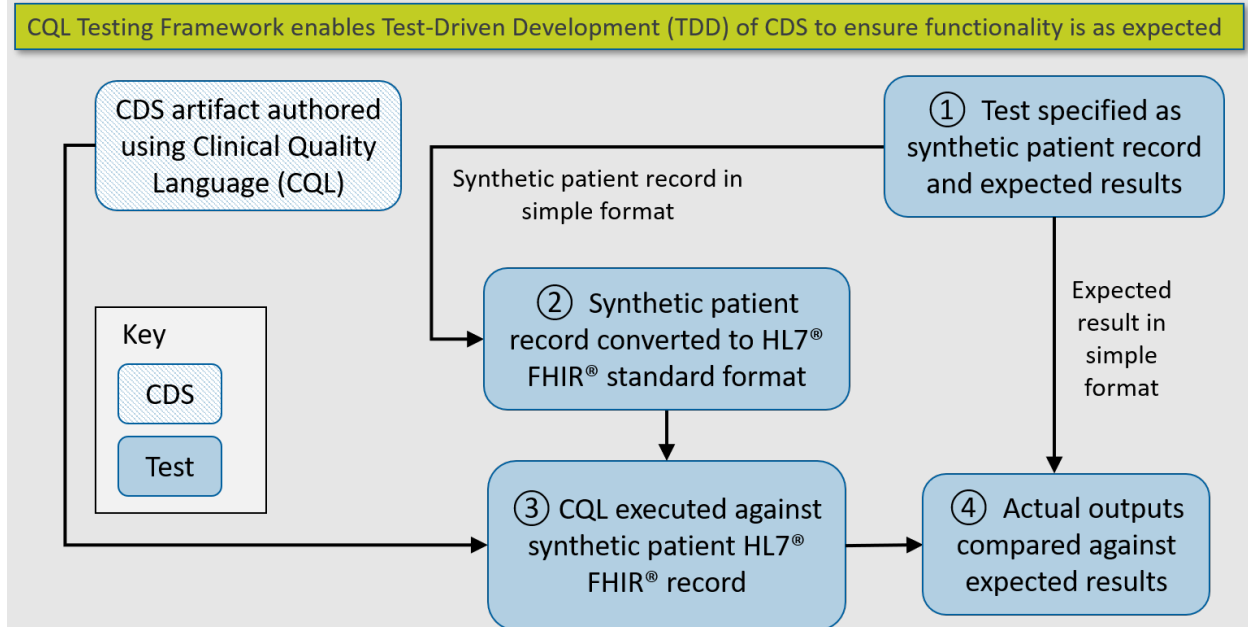 CQL Testing Framework enables Test-Driven Development (TDD) of CDS to ensure functionality is as expected
CDS artifact authored
using Clinical Quality
Language (CQL)
① Test specified as
synthetic patient record
and expected results
Synthetic patient record in
simple format
② Synthetic patient
record converted to HL7®
FHIR® standard format
Expected
result in
simple
format
Key
CDS
Test
③ CQL executed against
synthetic patient HL7®
FHIR® record
④ Actual outputs
compared against
expected results